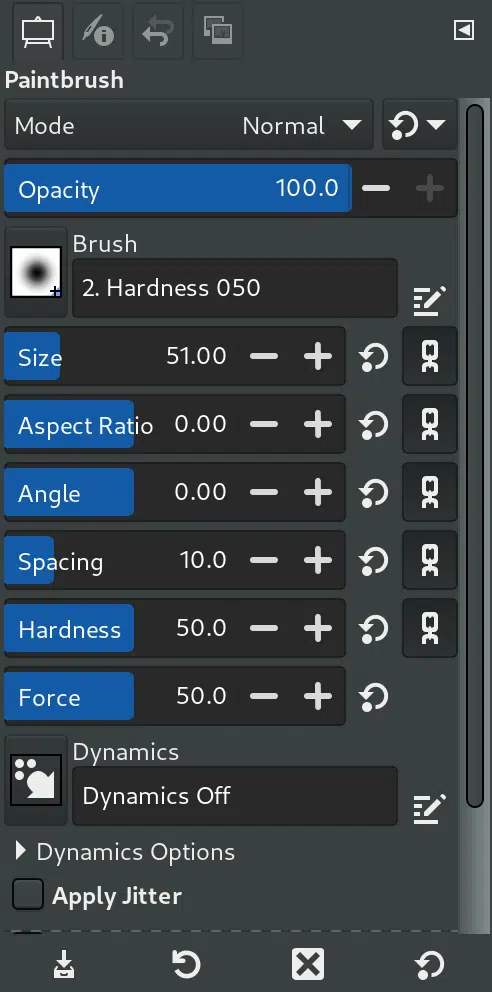 Paintbrush
Mode Normal
Opacity 100.0
Brush
2. Hardness 050
Size 51.00
Aspect Ratio 0.00
Angle 0.00
Spacing 10.0
Hardness 50.0
Force 50.0
Dynamics
Dynamics Off
Dynamics Options
Apply Jitter